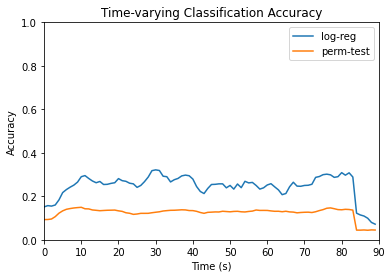 Time-varying Classification Accuracy
1.0
0.8
0.6
0.4
0.2
0.0
Accuracy
log-reg
perm-test
0 10 20 30 40 50 60 70 80 90
Time (s)